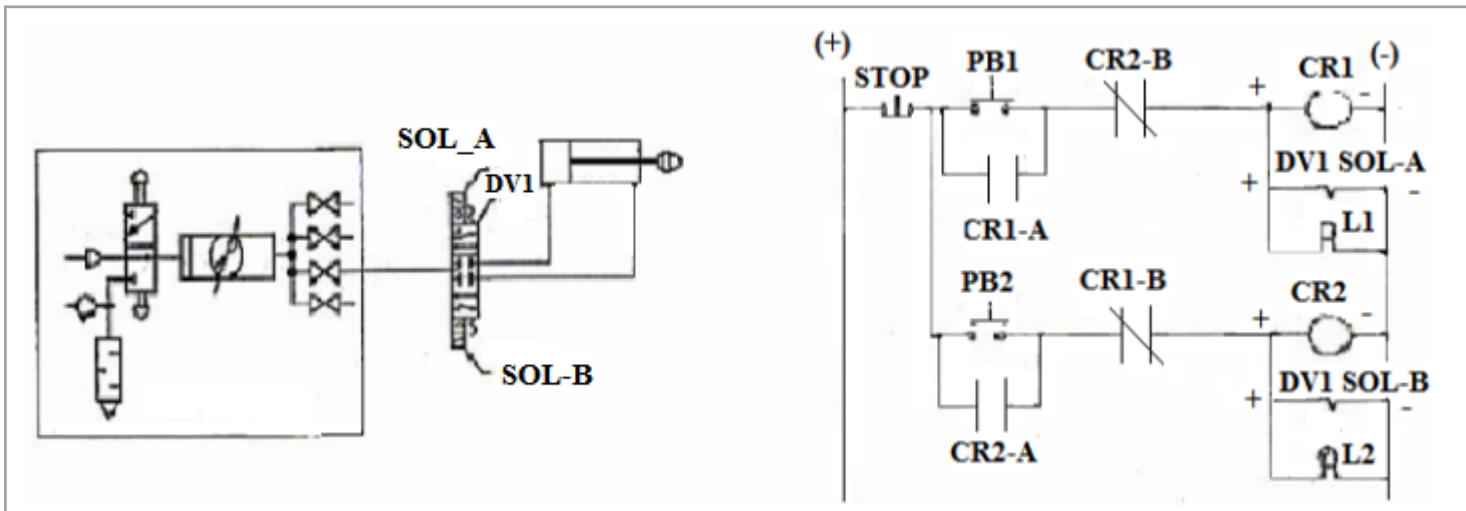 SOL_A
DV1
SOL-B
(+)
STOP
PB1
CR2-B
CR1
(-)
+
-
CR1-A
DV1 SOL-A
+
-
L1
PB2
CR1-B
CR2
+
-
CR2-A
DV1 SOL-B
+
-
L2